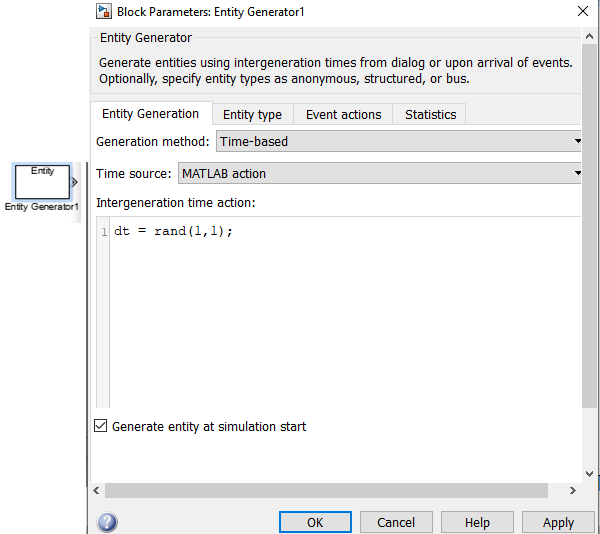 Block Parameters: Entity Generator1
Entity Generator
Generate entities using intergeneration times from dialog or upon arrival of events.
Optionally, specify entity types as anonymous, structured, or bus.
Entity Generation Entity type Event actions Statistics
Generation method: Time-based
Entity
Time source: MATLAB action
Entity Generator1
Intergeneration time action:
1 dt = rand(1,1);
Generate entity at simulation start
? OK Cancel Help Apply